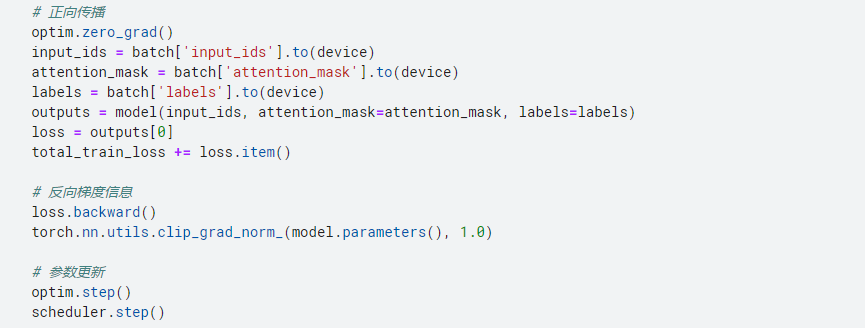 # 正向传播
optim.zero_grad()
input_ids = batch['input_ids'].to(device)
attention_mask = batch['attention_mask'].to(device)
labels = batch['labels'].to(device)
outputs = model(input_ids, attention_mask=attention_mask, labels=labels)
loss = outputs[0]
total_train_loss += loss.item()
# 反向梯度信息
loss.backward()
torch.nn.utils.clip_grad_norm_(model.parameters(), 1.0)
# 参数更新
optim.step()
scheduler.step()